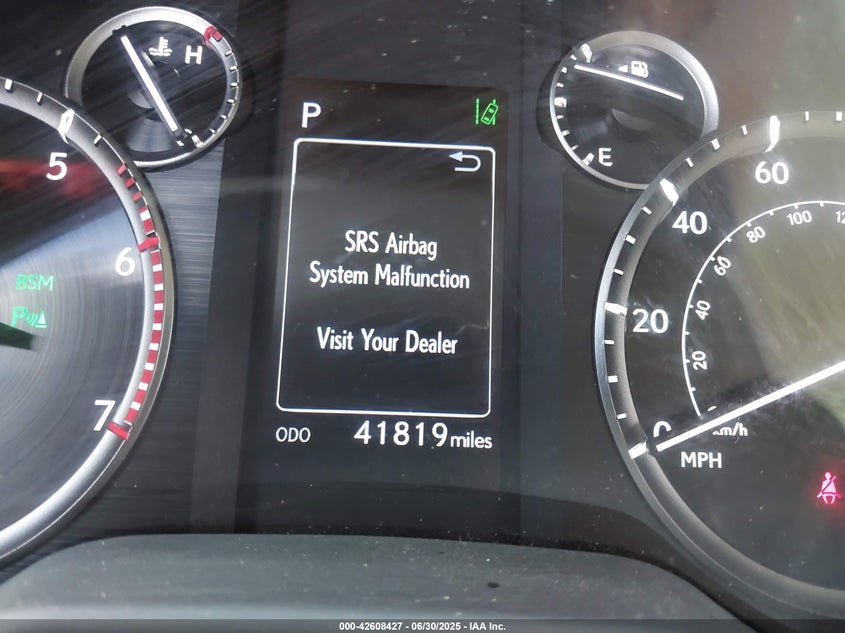 H
P
E
SRS Airbag
System Malfunction
Visit Your Dealer
ODO 41819 miles
5
6
7
BSM
P
0
20
40
60
20
40
60
80
100
km/h
MPH
000-42608427 - 06/30/2025 - IAA Inc.